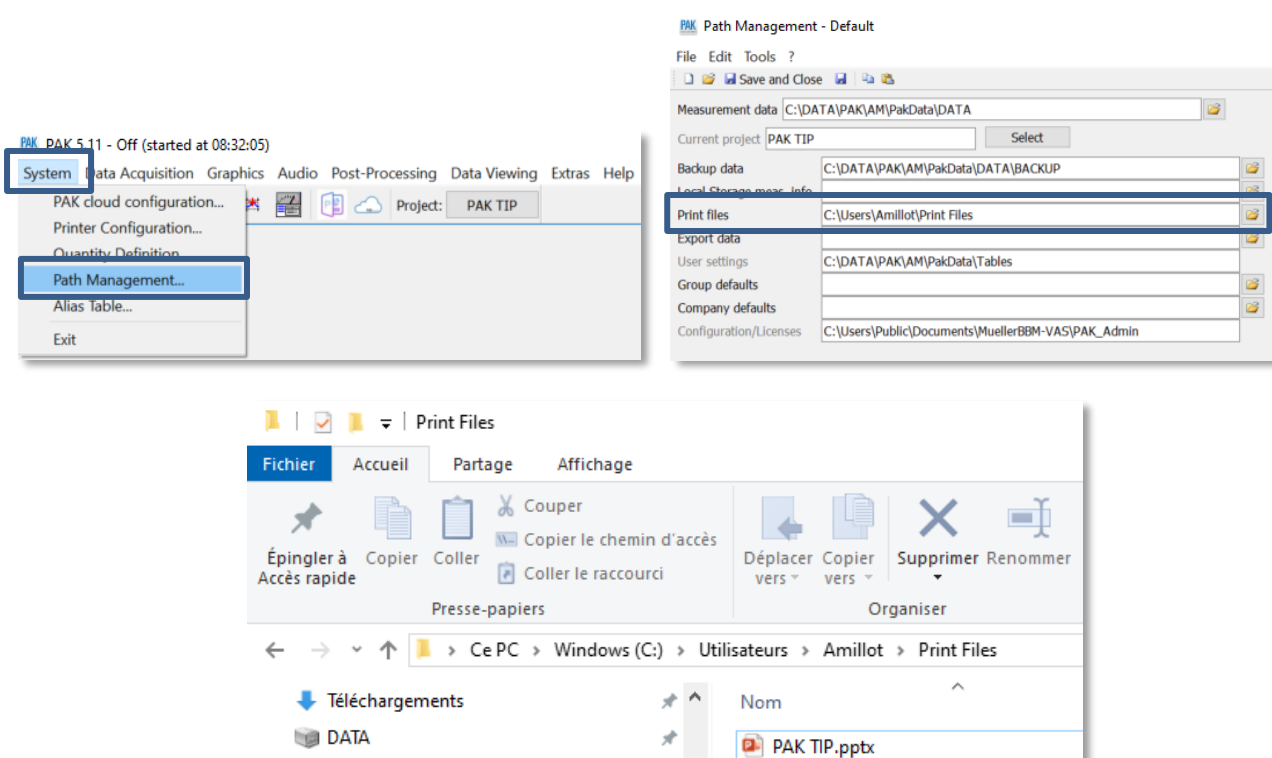 PAK PAK 5.11 - Off (started at 08:32:05)
System Data Acquisition Graphics Audio Post-Processing Data Viewing Extras Help
PAK cloud configuration...
Project: PAK TIP
Printer Configuration...
Quantity Definition
Path Management...
Alias Table...
Exit
PAK Path Management - Default
File Edit Tools ?
Save and Close
Measurement data C:\DATA\PAK\AM\PakData\DATA
Current project PAK TIP Select
Backup data C:\DATA\PAK\AM\PakData\DATA\BACKUP
Local Storage meas. info
Print files C:\Users\Amillot\Print Files
Export data
User settings C:\DATA\PAK\AM\PakData\Tables
Group defaults
Company defaults
Configuration/Licenses C:\Users\Public\Documents\MuellerBBM-VAS\PAK_Admin
Print Files
Fichier Accueil Partage Affichage
Épingler à
Accès rapide
Copier
Coller
Couper
Copier le chemin d'accès
Coller le raccourci
Presse-papiers
Déplacer
vers
Copier
vers
Supprimer
Renommer
Organiser
Ce PC > Windows (C:) > Utilisateurs > Amillot > Print Files
Téléchargements
DATA
Nom
PAK TIP.pptx